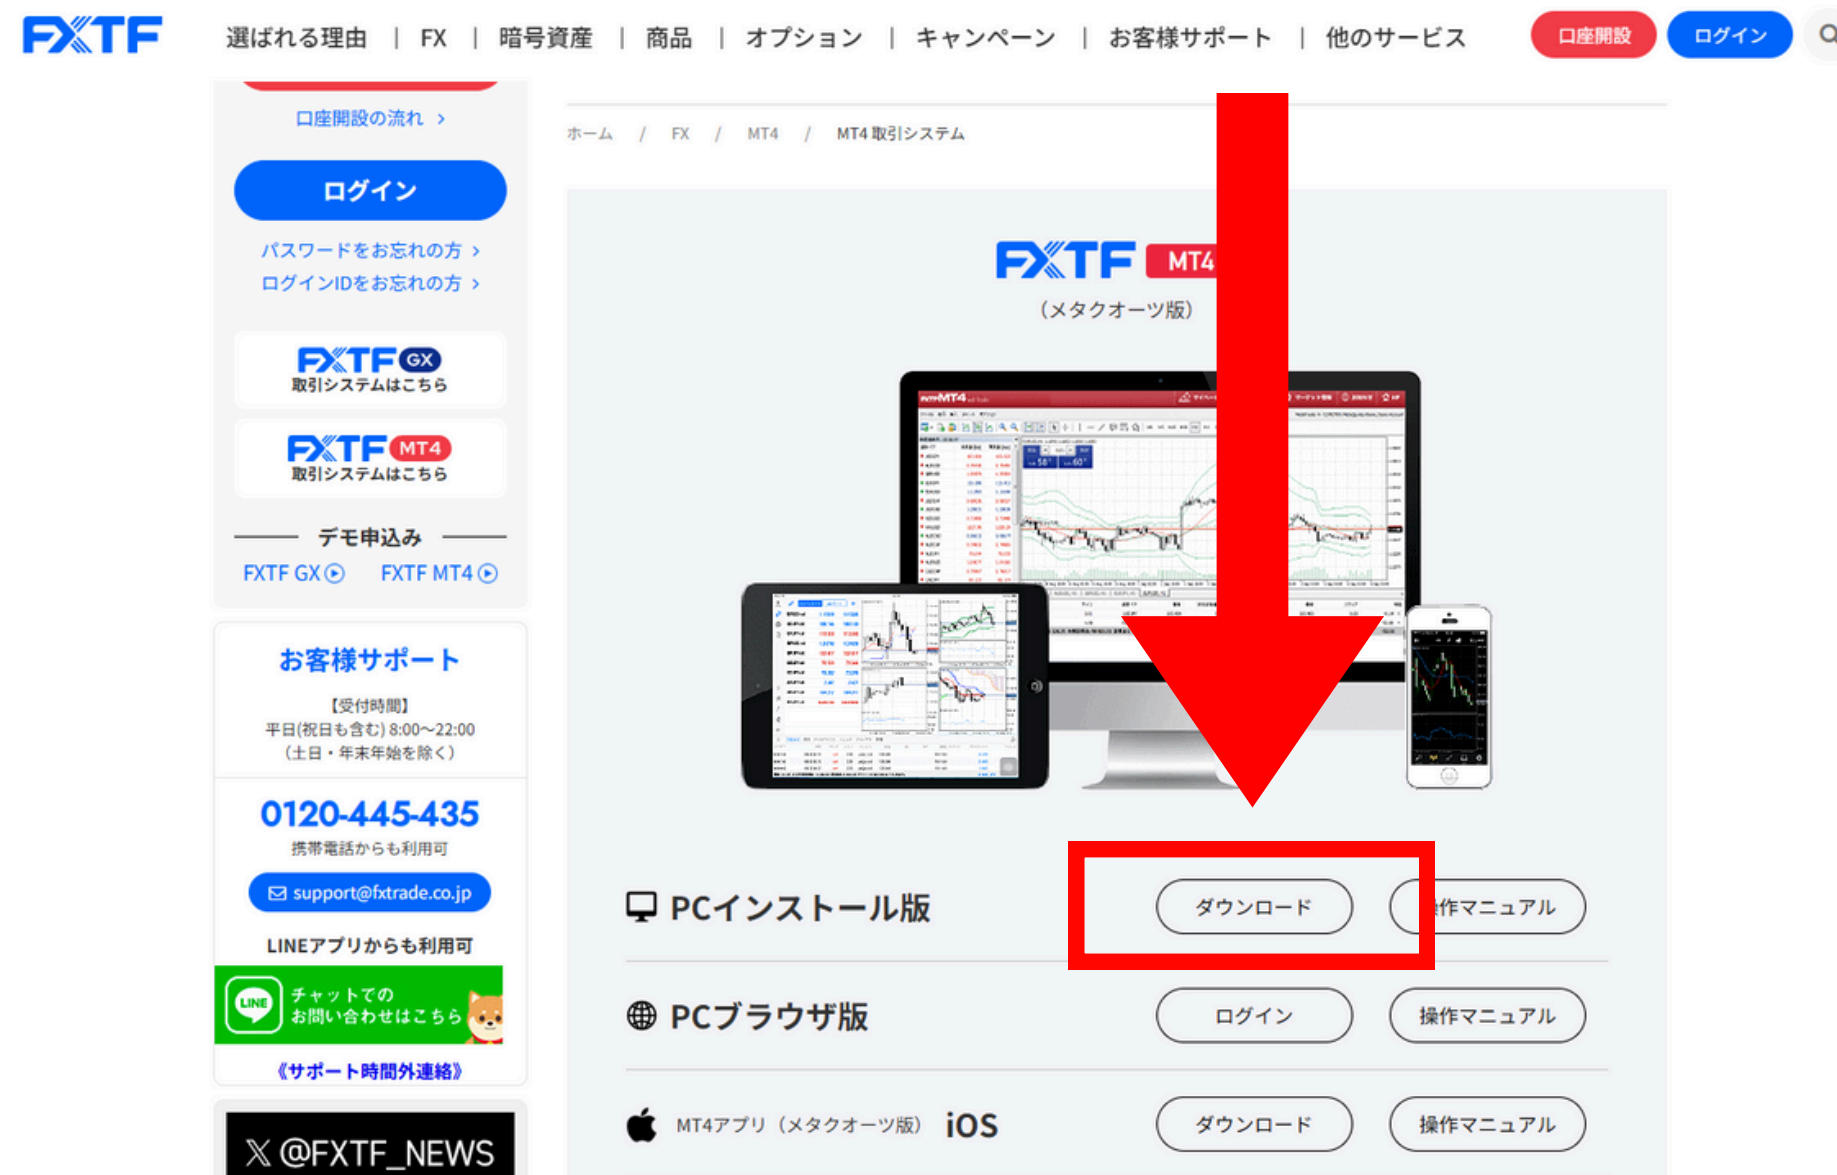 FXTF
選ばれる理由 | FX | 暗号資産 | 商品 | オプション | キャンペーン | お客様サポート | 他のサービス
口座開設
ログイン
口座開設の流れ
ログイン
パスワードをお忘れの方
ログインIDをお忘れの方
FXTF GX
取引システムはこちら
FXTF MT4
取引システムはこちら
デモ申込み
FXTF GX
FXTF MT4
お客様サポート
【受付時間】
平日(祝日も含む) 8:00～22:00
（土日・年末年始を除く）
0120-445-435
携帯電話からも利用可
support@fxtrade.co.jp
LINEアプリからも利用可
LINE
チャットでの
お問い合わせはこちら
《サポート時間外連絡》
X @FXTF_NEWS
ホーム / FX / MT4 / MT4 取引システム
FXTF MT4
（メタクオーツ版）
PCインストール版
ダウンロード
作マニュアル
PCブラウザ版
ログイン
操作マニュアル
MT4アプリ（メタクオーツ版） iOS
ダウンロード
操作マニュアル